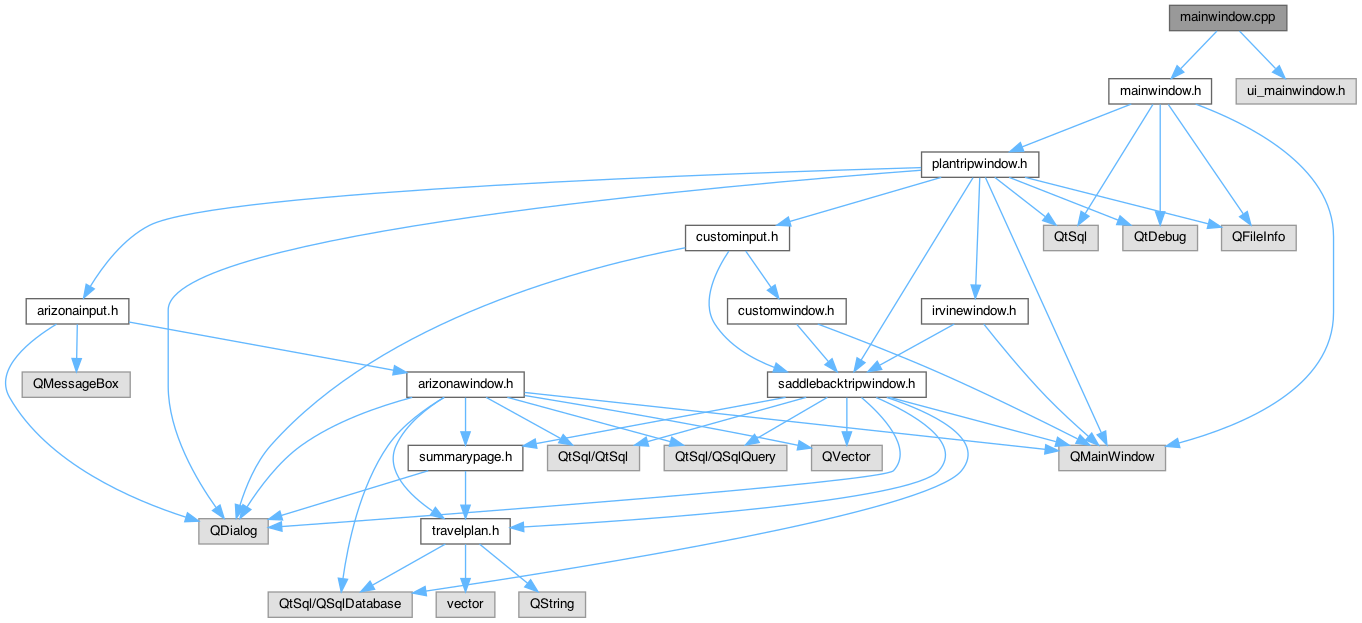 mainwindow.cpp
mainwindow.h
ui_mainwindow.h
plantripwindow.h
custominput.h
QtSql
QtDebug
QFileInfo
arizonainput.h
customwindow.h
irvinewindow.h
QMessageBox
arizonawindow.h
saddlebacktripwindow.h
summarypage.h
QtSql/QtSql
QtSql/QSqlQuery
QVector
QMainWindow
QDialog
travelplan.h
QtSql/QSqlDatabase
vector
QString